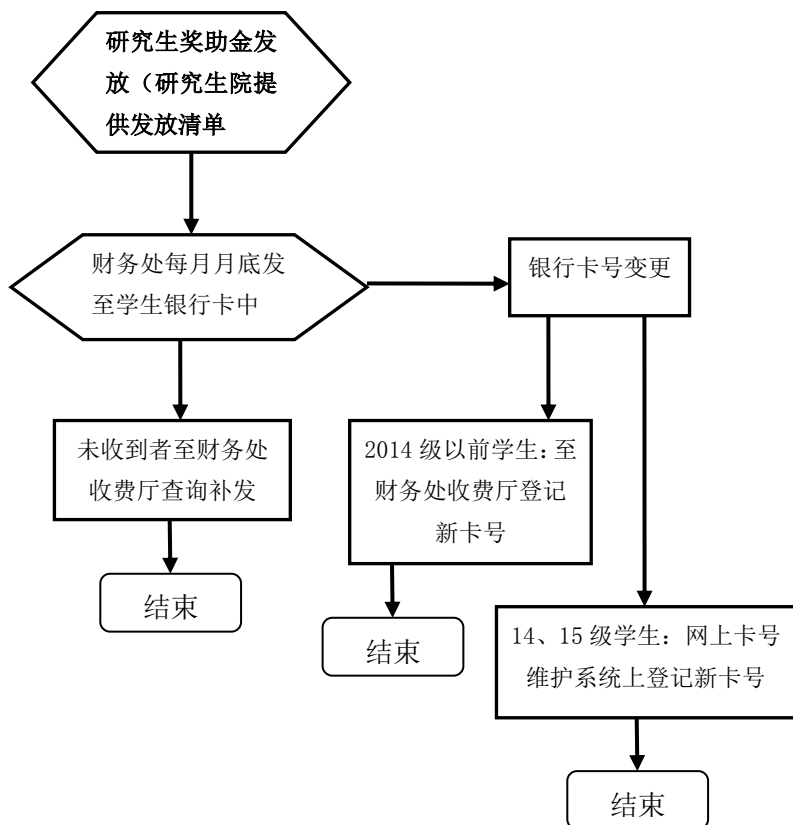 研究生奖助金发
放（研究生院提
供发放清单
财务处每月月底发
至学生银行卡中
银行卡号变更
未收到者至财务处
收费厅查询补发
2014 级以前学生：至
财务处收费厅登记
新卡号
结束
结束
14、15 级学生：网上卡号
维护系统上登记新卡号
结束